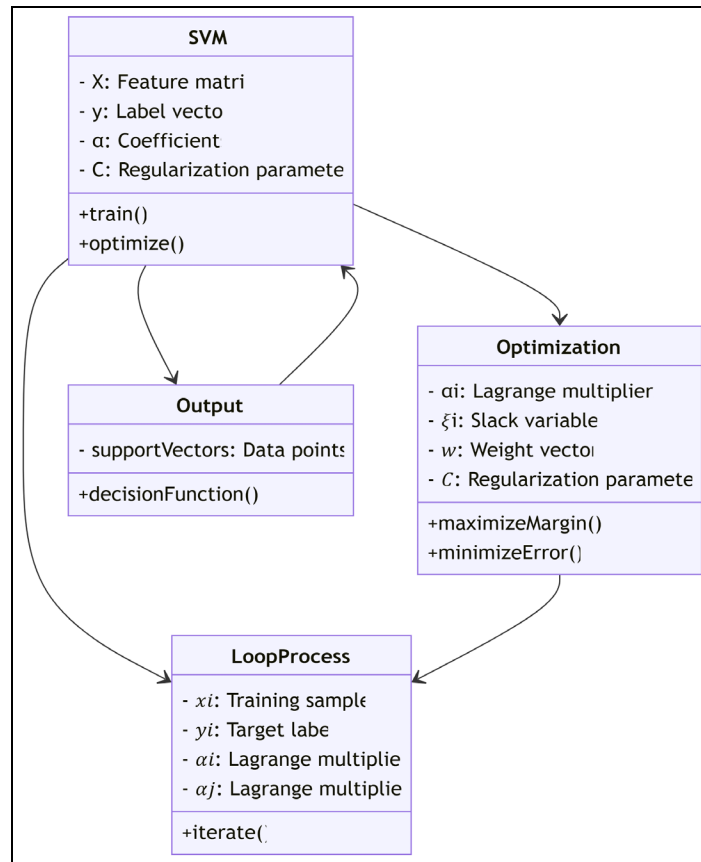 SVM
- X: Feature matri
- y: Label vecto
- α: Coefficient
- C: Regularization paramete
+train()
+optimize()
Output
- supportVectors: Data points
+decisionFunction()
Optimization
- αi: Lagrange multiplier
- ξi: Slack variable
- w: Weight vector
- C: Regularization paramete
+maximizeMargin()
+minimizeError()
LoopProcess
- xi: Training sample
- yi: Target labe
- αi: Lagrange multiplie
- αj: Lagrange multiplie
+iterate()